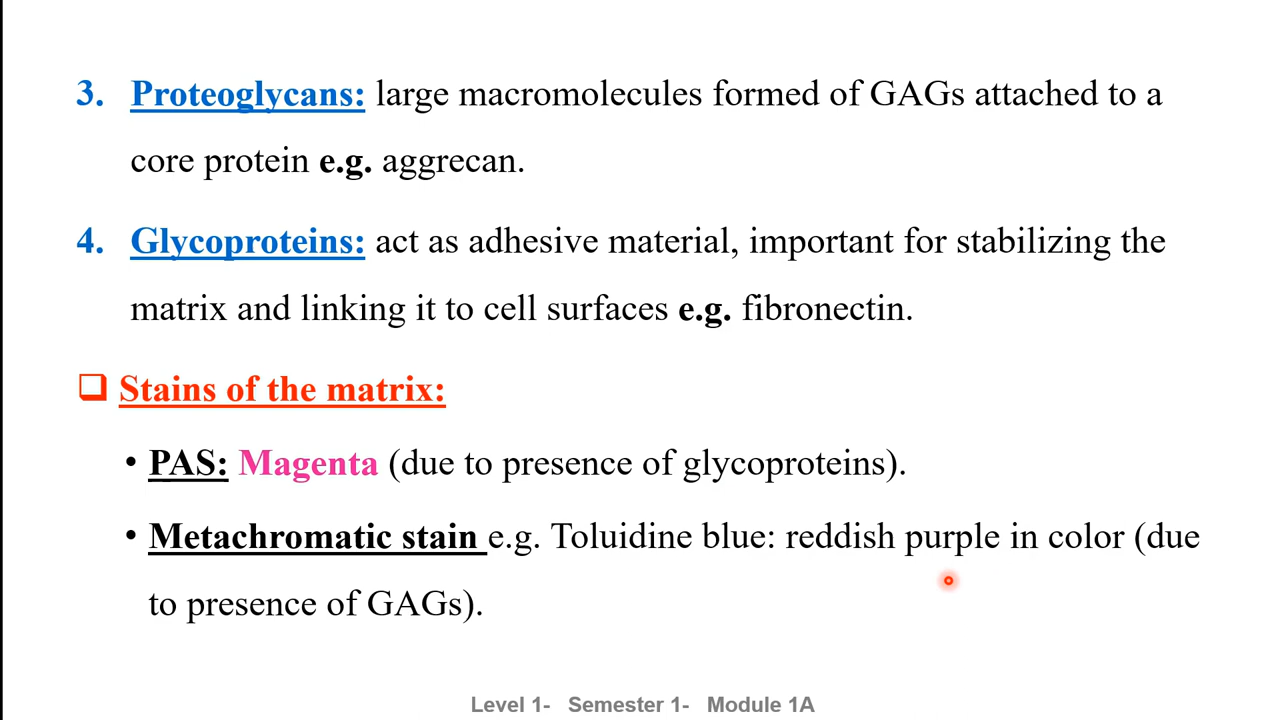 3. Proteoglycans: large macromolecules formed of GAGs attached to a
core protein e.g. aggrecan.
4. Glycoproteins: act as adhesive material, important for stabilizing the
matrix and linking it to cell surfaces e.g. fibronectin.
❑ Stains of the matrix:
• PAS: Magenta (due to presence of glycoproteins).
• Metachromatic stain e.g. Toluidine blue: reddish purple in color (due
to presence of GAGs).
Level 1- Semester 1- Module 1A